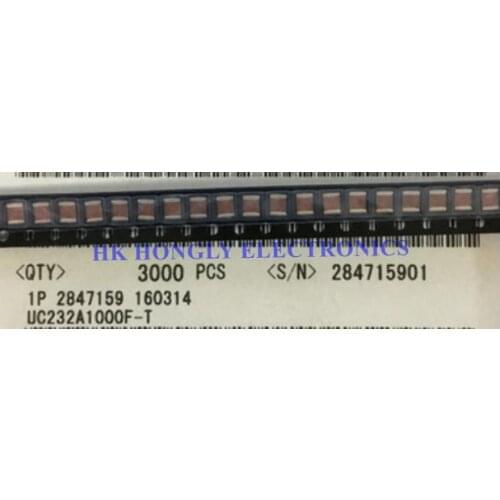 HK HONGLY ELECTRONICS
<QTY> 3000 PCS <S/N> 284715901
1P 2847159 160314
UC232A1000F-T